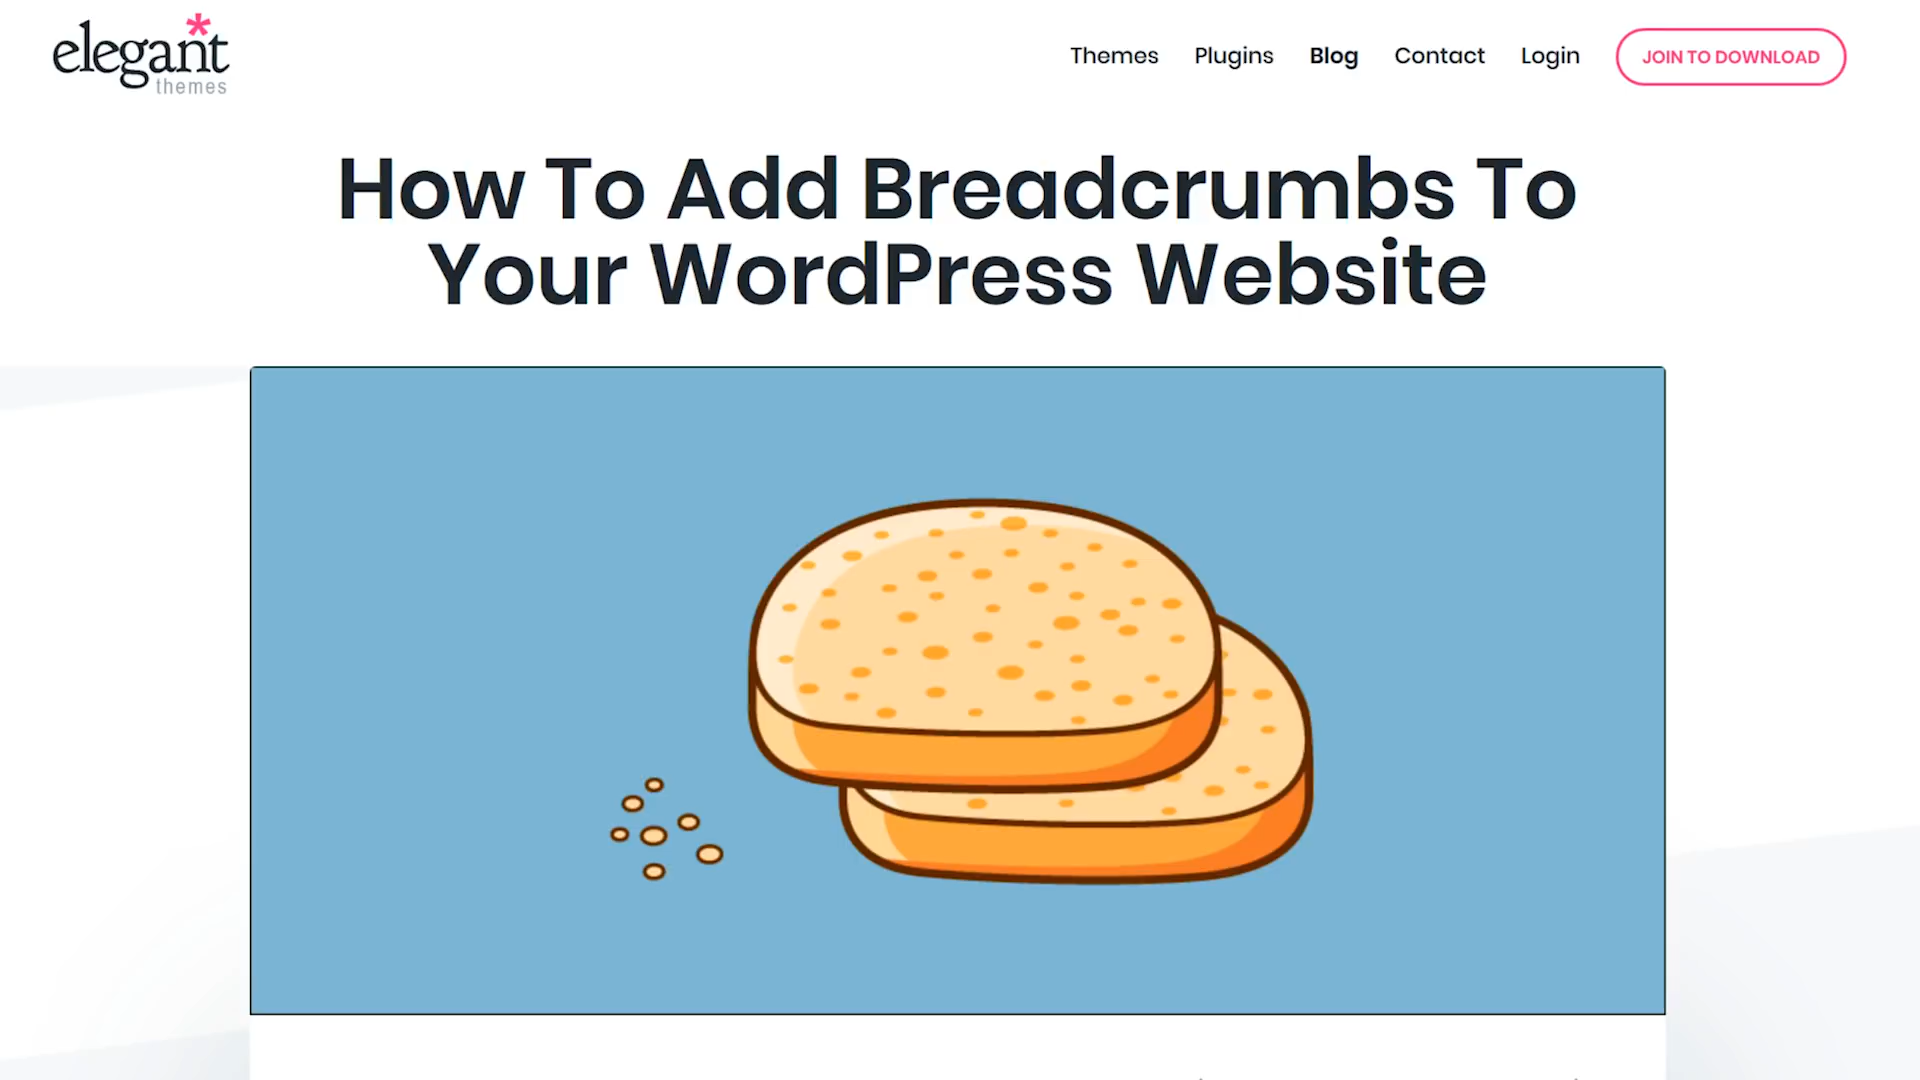 elegant
themes
Themes Plugins Blog Contact Login JOIN TO DOWNLOAD
How To Add Breadcrumbs To
Your WordPress Website